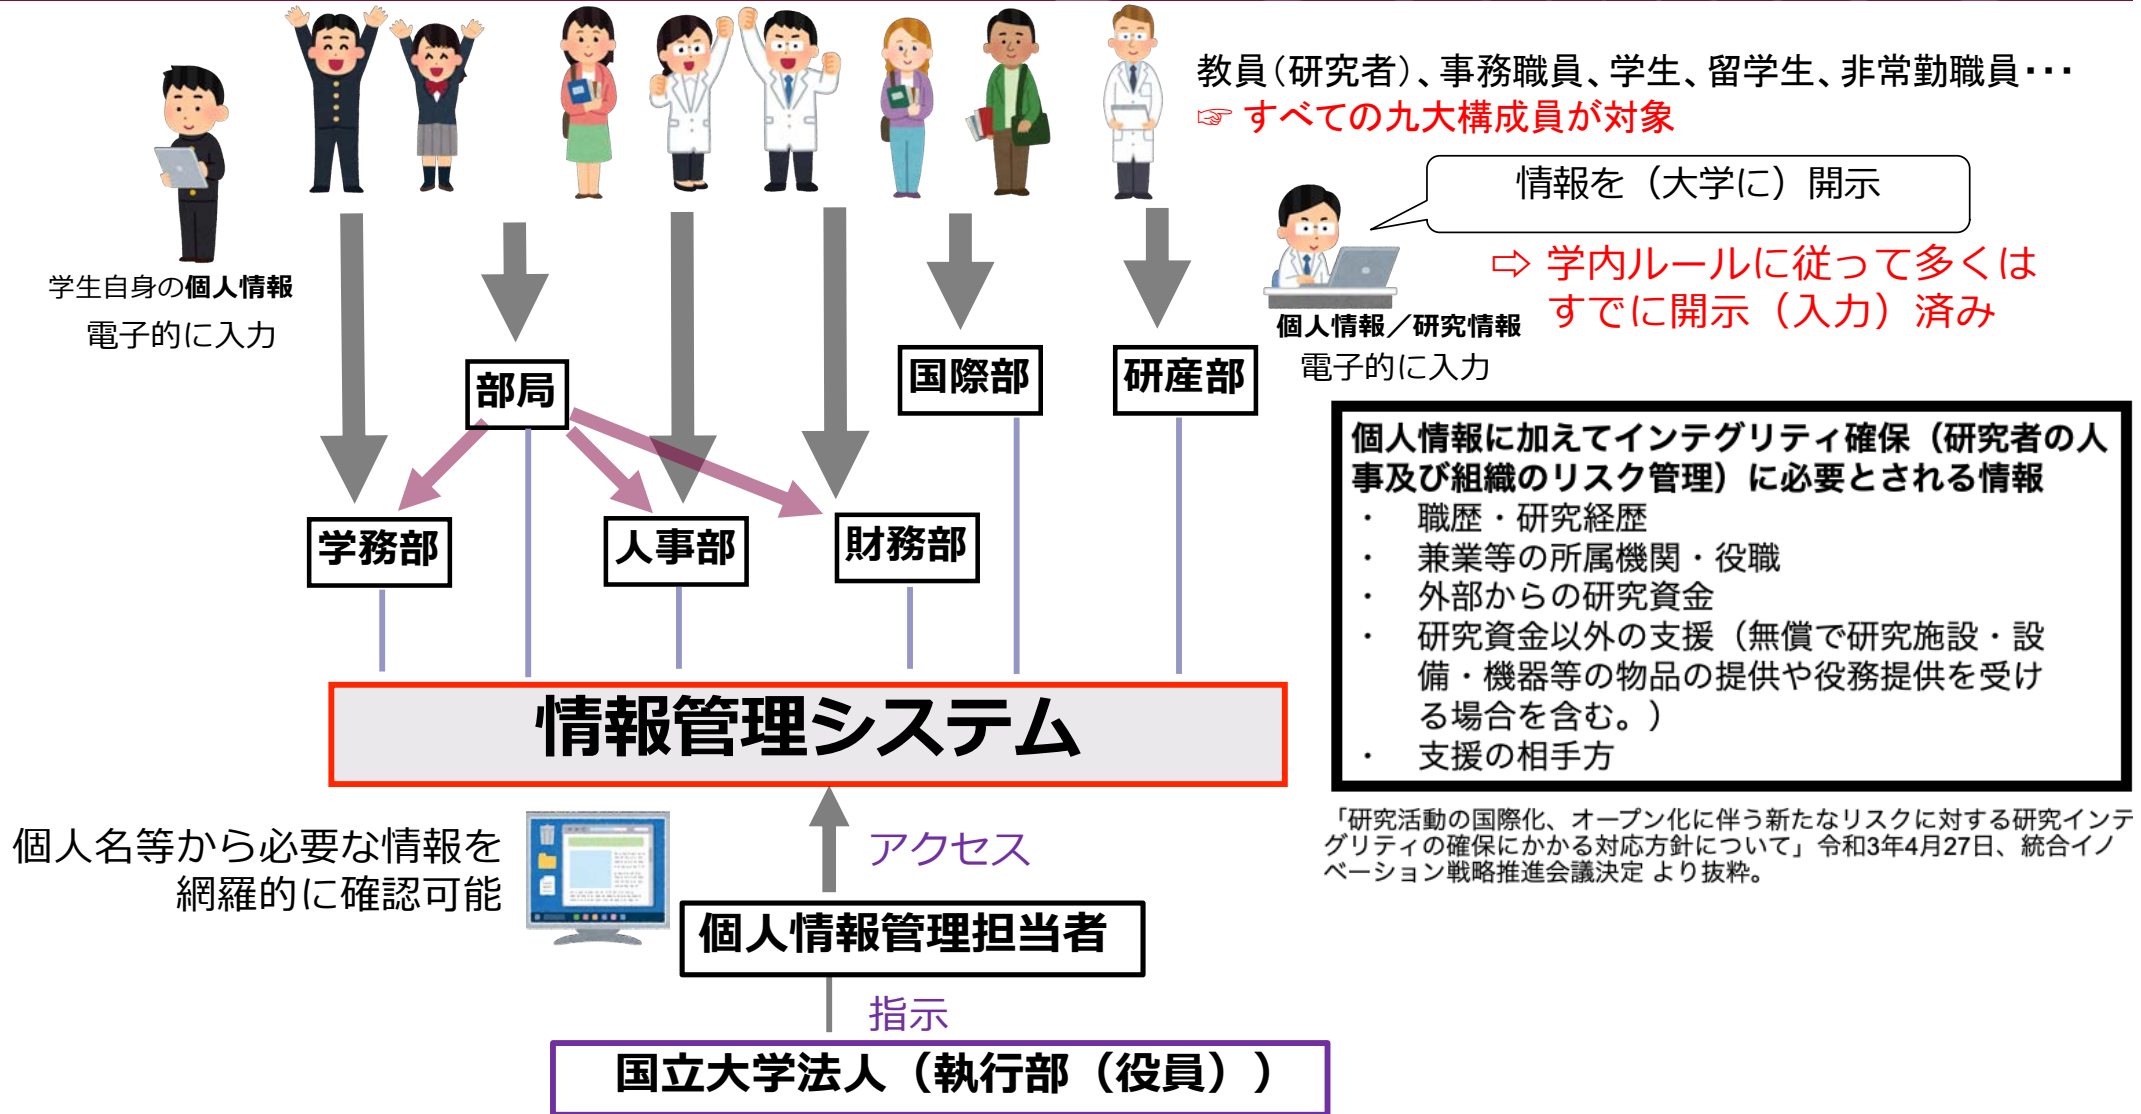 教員（研究者）、事務職員、学生、留学生、非常勤職員・・・
☞ すべての九大構成員が対象
情報を（大学に）開示
⇨ 学内ルールに従って多くは
すでに開示（入力）済み
学生自身の個人情報
電子的に入力
個人情報／研究情報
電子的に入力
部局
国際部
研産部
学務部
人事部
財務部
情報管理システム
個人情報に加えてインテグリティ確保（研究者の人
事及び組織のリスク管理）に必要とされる情報
・ 職歴・研究経歴
・ 兼業等の所属機関・役職
・ 外部からの研究資金
・ 研究資金以外の支援（無償で研究施設・設
備・機器等の物品の提供や役務提供を受け
る場合を含む。）
・ 支援の相手方
「研究活動の国際化、オープン化に伴う新たなリスクに対する研究インテ
グリティの確保にかかる対応方針について」令和3年4月27日、統合イノ
ベーション戦略推進会議決定 より抜粋。
個人名等から必要な情報を
網羅的に確認可能
アクセス
個人情報管理担当者
指示
国立大学法人（執行部（役員））